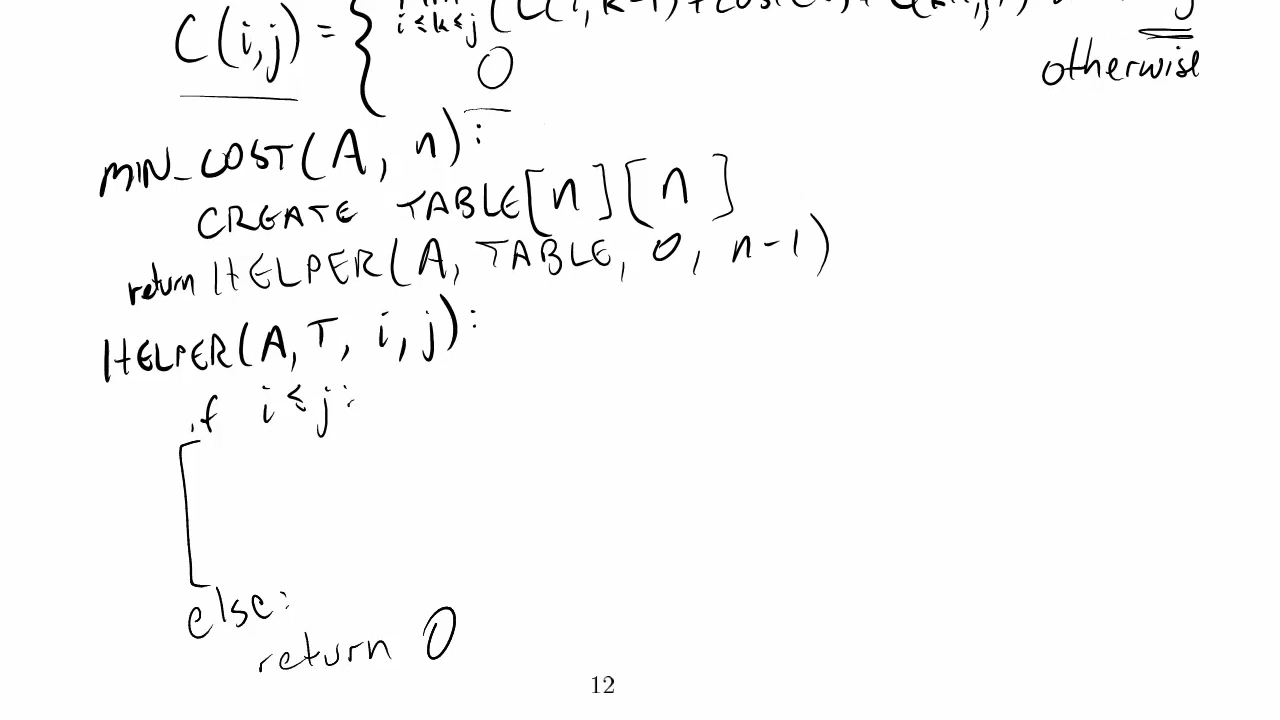 C(i,j) = {
i≤k≤j
0
otherwise
MIN_COST(A, n):
CREATE TABLE[n][n]
return HELPER(A, TABLE, 0, n-1)
HELPER(A, T, i, j):
if i≤j:
else:
return 0
12